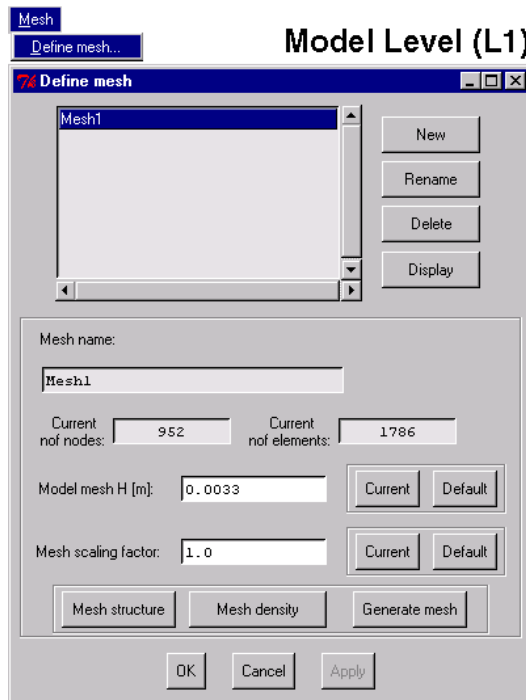 Mesh
Define mesh...
Model Level (L1)
Define mesh
Mesh1
New
Rename
Delete
Display
Mesh name:
Mesh1
Current
nof nodes:
952
Current
nof elements:
1786
Model mesh H [m]:
0.0033
Current
Default
Mesh scaling factor:
1.0
Current
Default
Mesh structure
Mesh density
Generate mesh
OK
Cancel
Apply